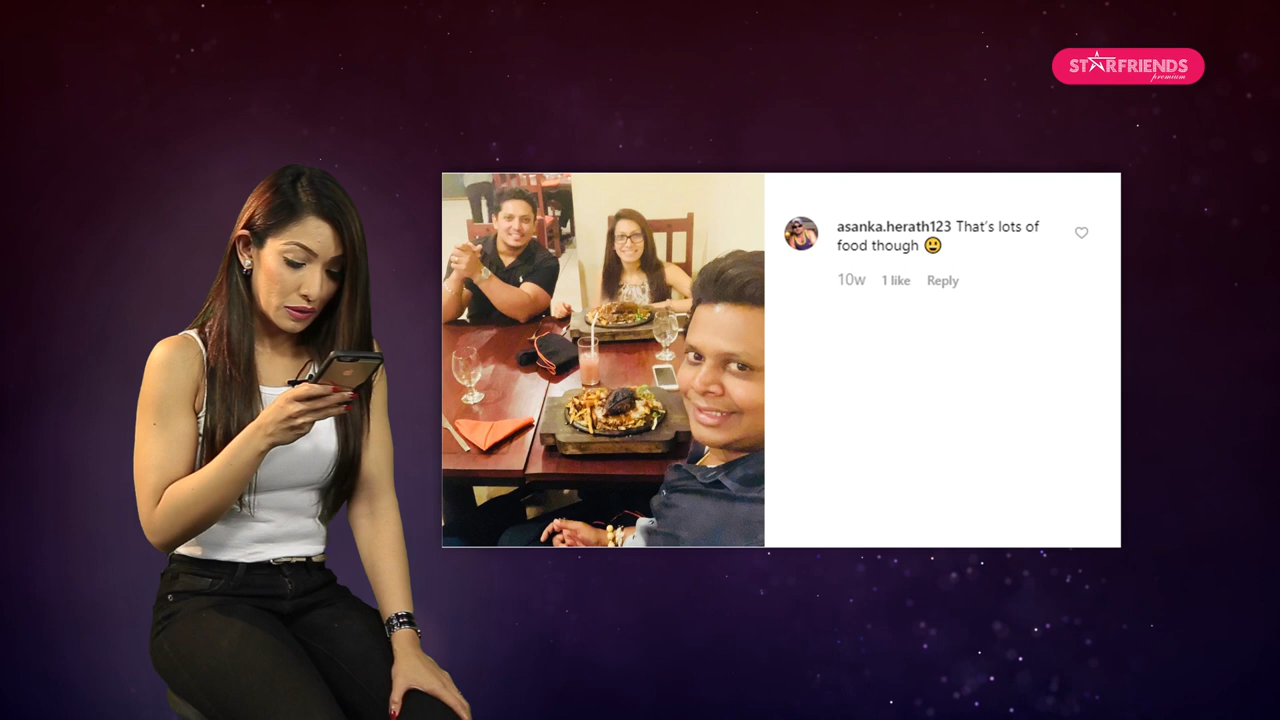 STARFRIENDS
premium
asanka.herath123 That's lots of
food though 😃
10w 1 like Reply